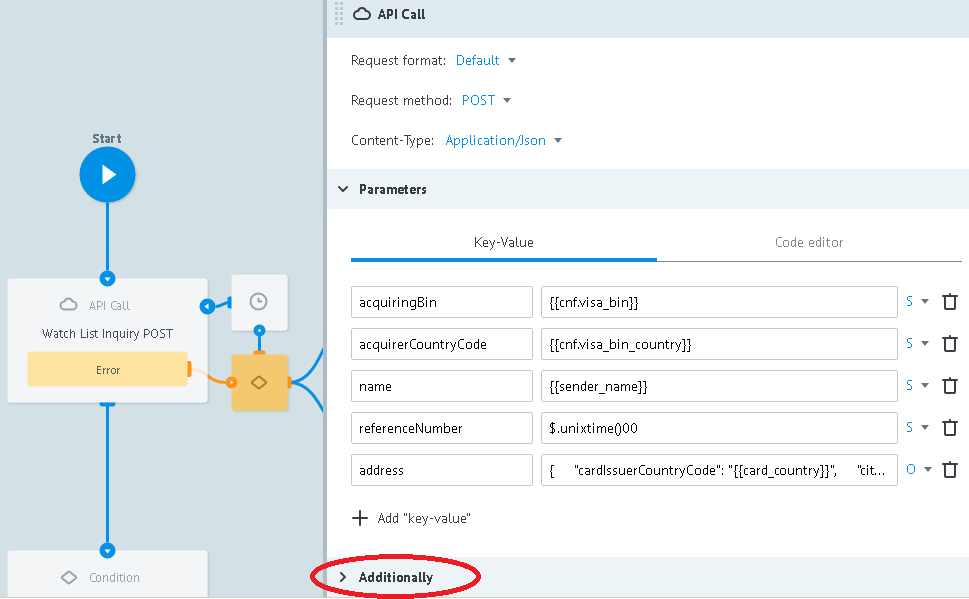 Start
API Call
Watch List Inquiry POST
Error
Condition
API Call
Request format: Default
Request method: POST
Content-Type: Application/Json
Parameters
Key-Value Code editor
acquiringBin {{cnf.visa_bin}} S
acquirerCountryCode {{cnf.visa_bin_country}} S
name {{sender_name}} S
referenceNumber $.unixtime()00 S
address { "cardIssuerCountryCode": "{{card_country}}", "cit... O
Add "key-value"
Additionally